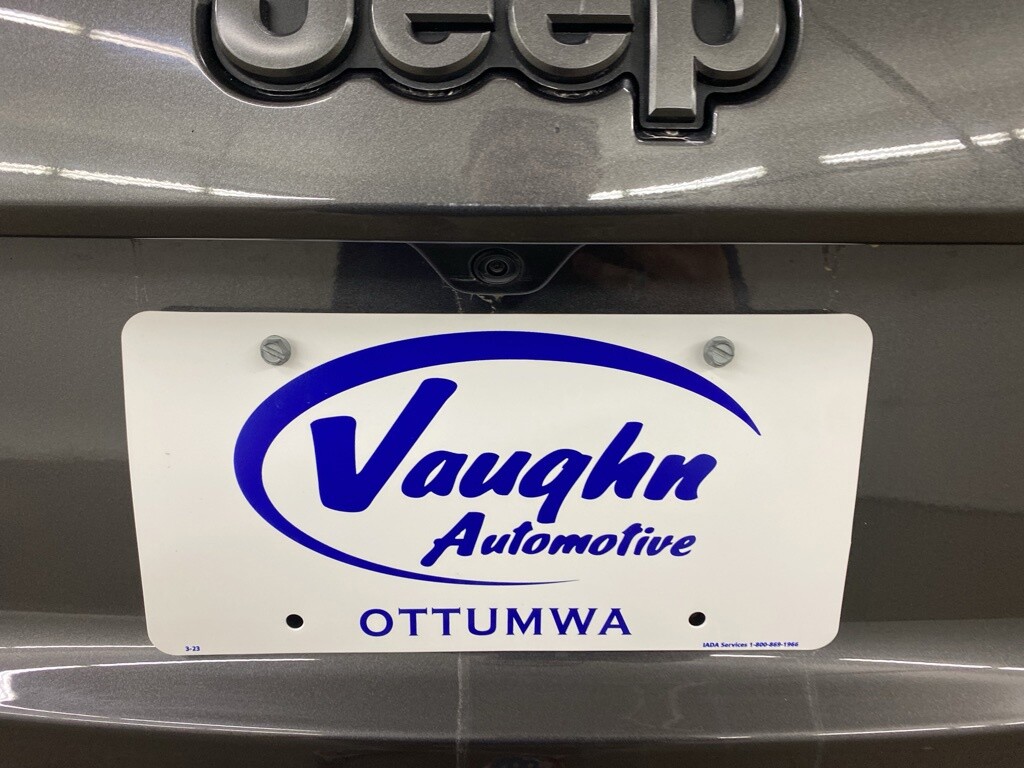 Jeep
Vaughn
Automotive
OTTUMWA
3-23
IADA Services 1-800-869-1966